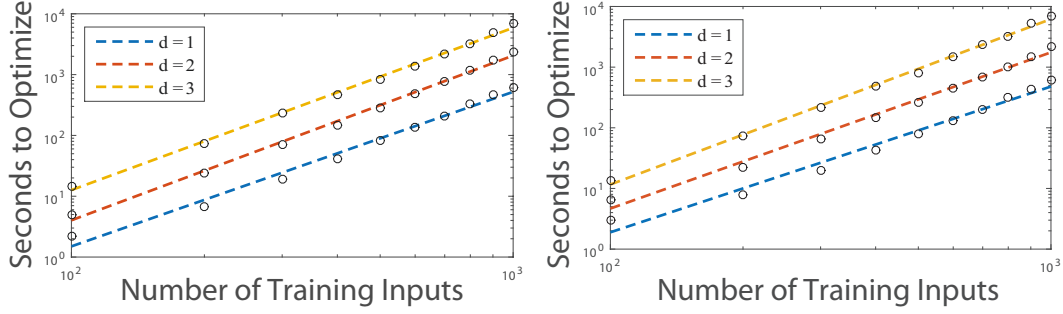 Seconds to Optimize
10^4
10^3
10^2
10^1
10^0
d = 1
d = 2
d = 3
10^2
10^3
Number of Training Inputs
Seconds to Optimize
10^4
10^3
10^2
10^1
10^0
d = 1
d = 2
d = 3
10^2
10^3
Number of Training Inputs